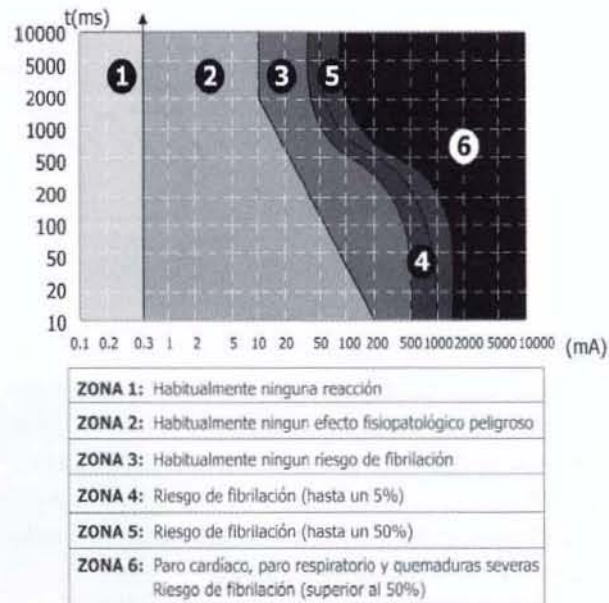 t(ms)
10000
5000
2000
1000
500
200
100
50
20
10
1
2
3
5
6
4
0.1 0.2 0.3 1 2 5 10 20 50 100 200 500 1000 2000 5000 10000 (mA)
ZONA 1: Habitualmente ninguna reacción
ZONA 2: Habitualmente ningun efecto fisiopatológico peligroso
ZONA 3: Habitualmente ningun riesgo de fibrilación
ZONA 4: Riesgo de fibrilación (hasta un 5%)
ZONA 5: Riesgo de fibrilación (hasta un 50%)
ZONA 6: Paro cardíaco, paro respiratorio y quemaduras severas
Riesgo de fibrilación (superior al 50%)